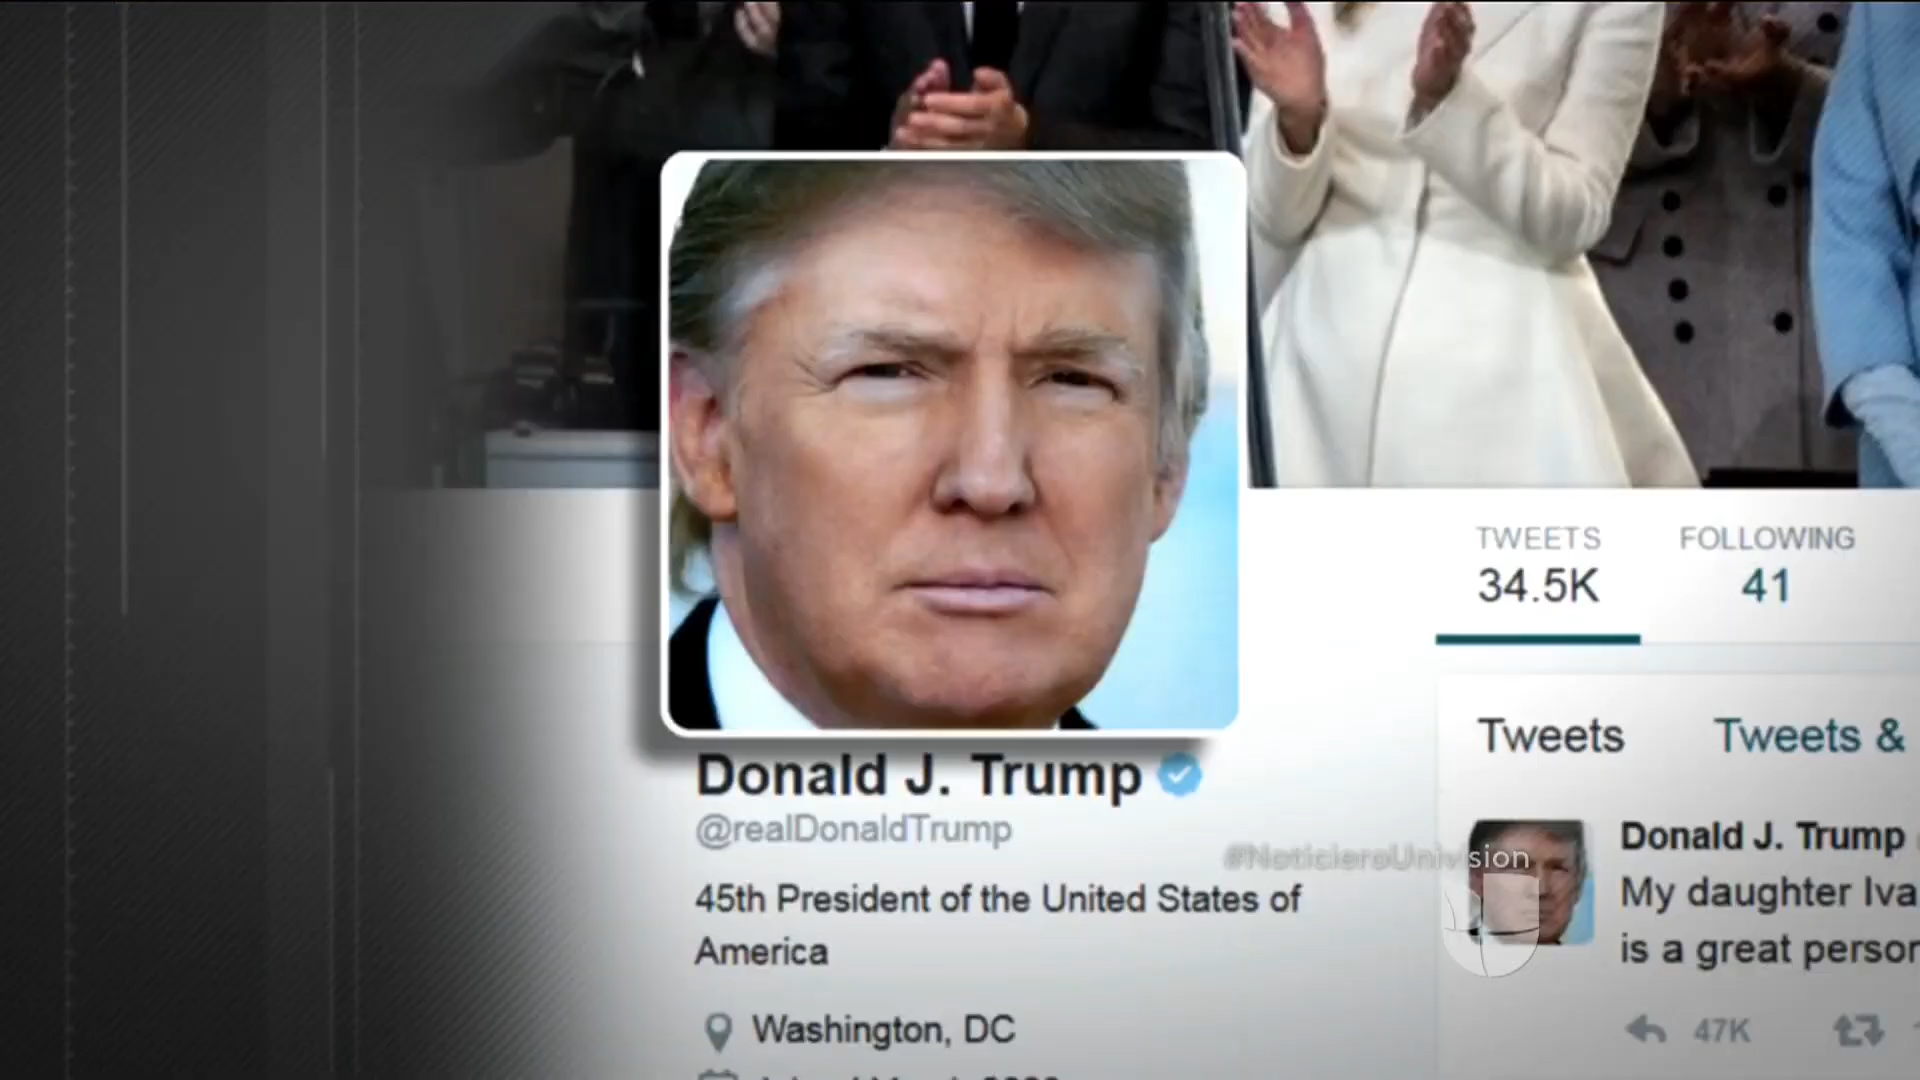 TWEETS
34.5K
FOLLOWING
41
Donald J. Trump
@realDonaldTrump
45th President of the United States of
America
Washington, DC
Tweets
Tweets &
Donald J. Trump
My daughter Iva
is a great person
47K
#NoticieroUnivision